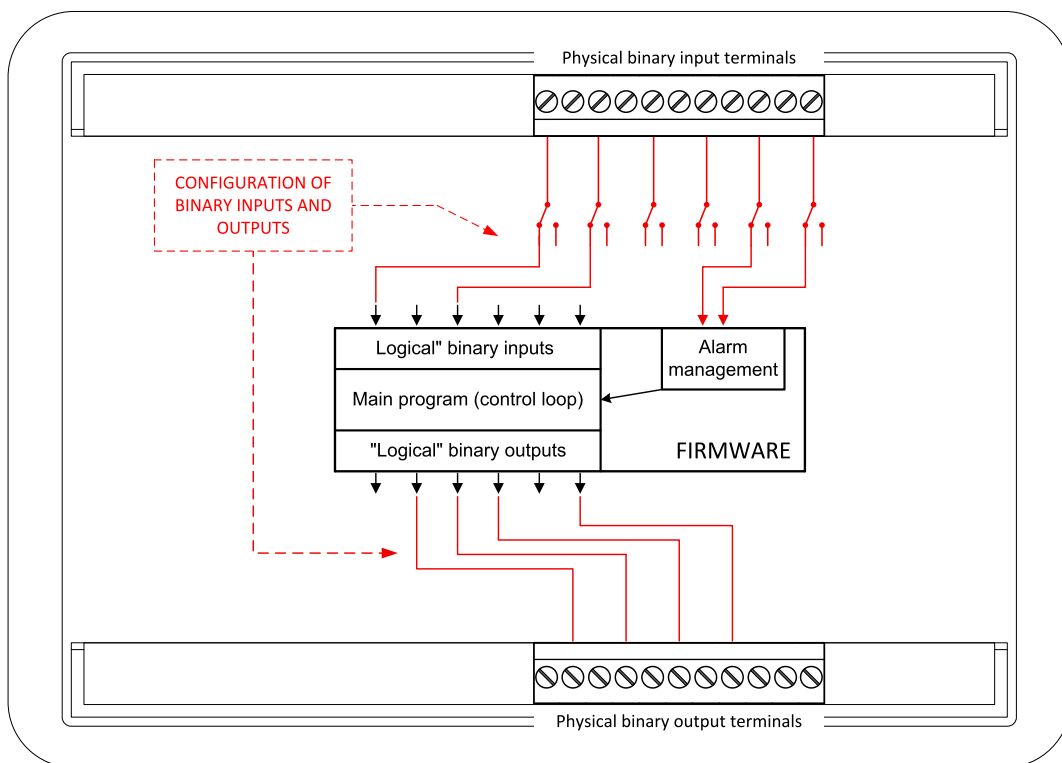 Physical binary input terminals
CONFIGURATION OF
BINARY INPUTS AND
OUTPUTS
Logical" binary inputs
Alarm
management
Main program (control loop)
"Logical" binary outputs
FIRMWARE
Physical binary output terminals